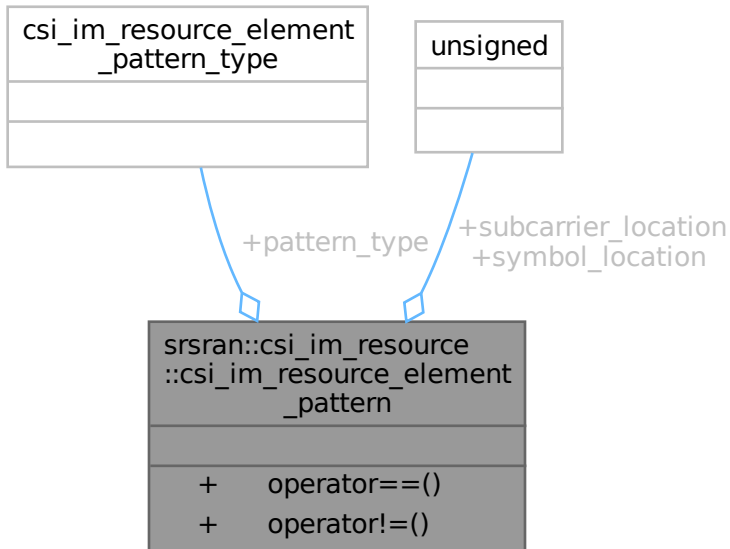 csi_im_resource_element
_pattern_type
unsigned
+pattern_type
+subcarrier_location
+symbol_location
srsran::csi_im_resource
::csi_im_resource_element
_pattern
+ operator==()
+ operator!=()